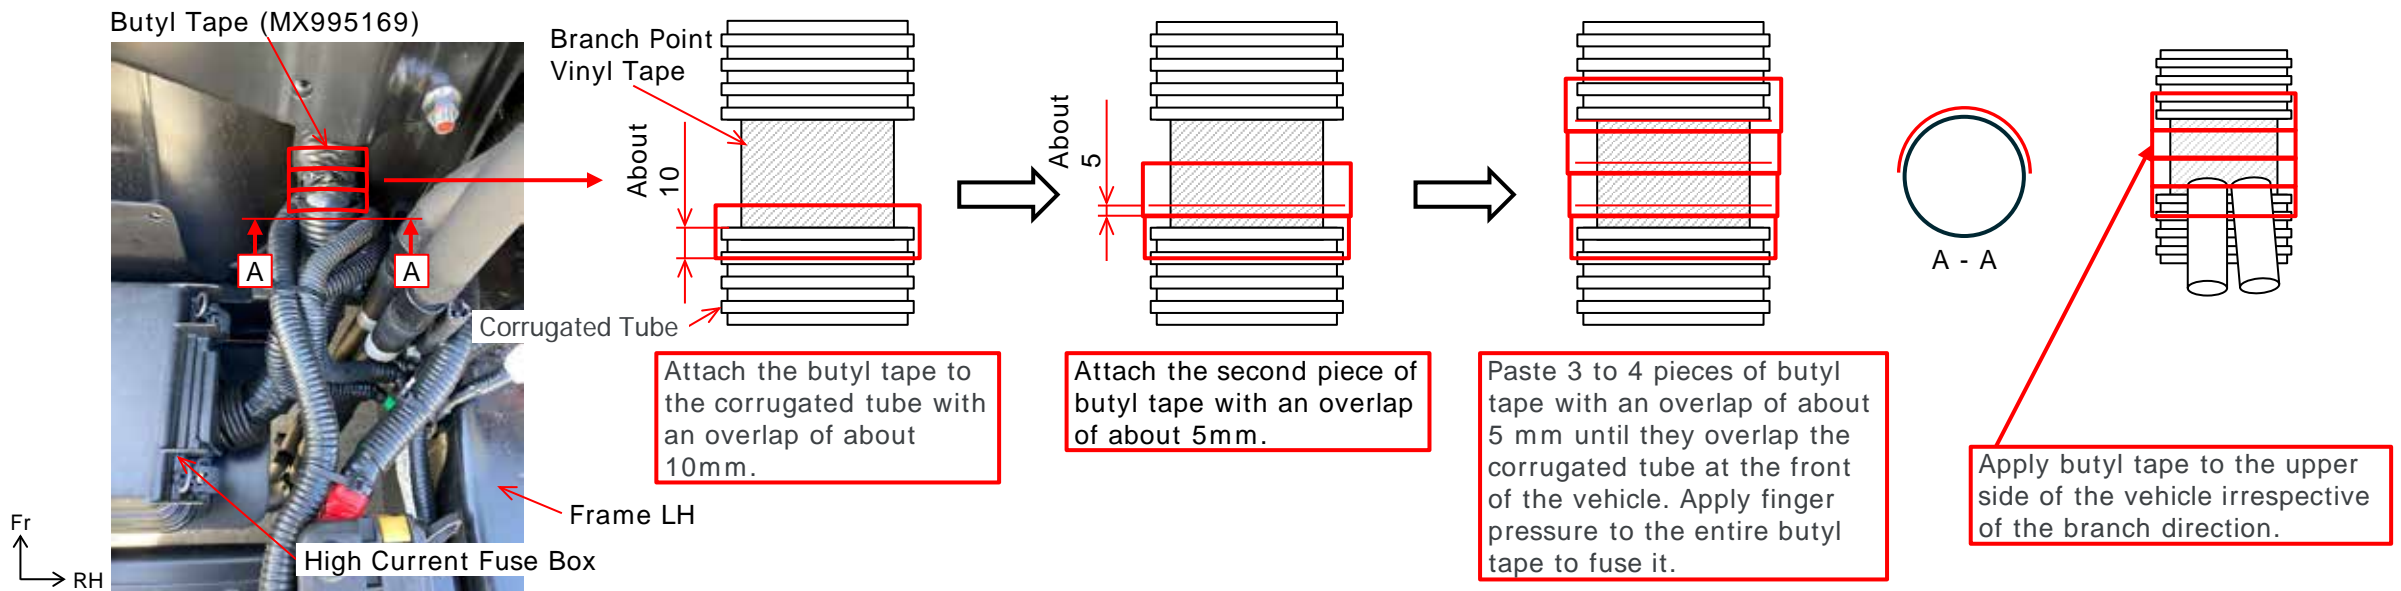 Butyl Tape (MX995169)
Branch Point
Vinyl Tape
About
10
About
5
A
A
A - A
Corrugated Tube
Frame LH
High Current Fuse Box
Fr
RH
Attach the butyl tape to
the corrugated tube with
an overlap of about
10mm.
Attach the second piece of
butyl tape with an overlap
of about 5mm.
Paste 3 to 4 pieces of butyl
tape with an overlap of about
5 mm until they overlap the
corrugated tube at the front
of the vehicle. Apply finger
pressure to the entire butyl
tape to fuse it.
Apply butyl tape to the upper
side of the vehicle irrespective
of the branch direction.